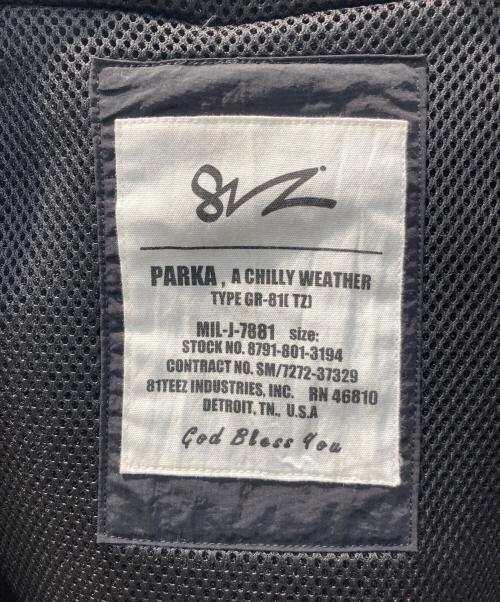 81TZ
PARKA, A CHILLY WEATHER
TYPE GR-81(TZ)
MIL-J-7881 size:
STOCK NO. 8791-801-3194
CONTRACT NO. SM/7272-37329
81TEEZ INDUSTRIES, INC. RN 46810
DETROIT, TN., U.S.A
God Bless You